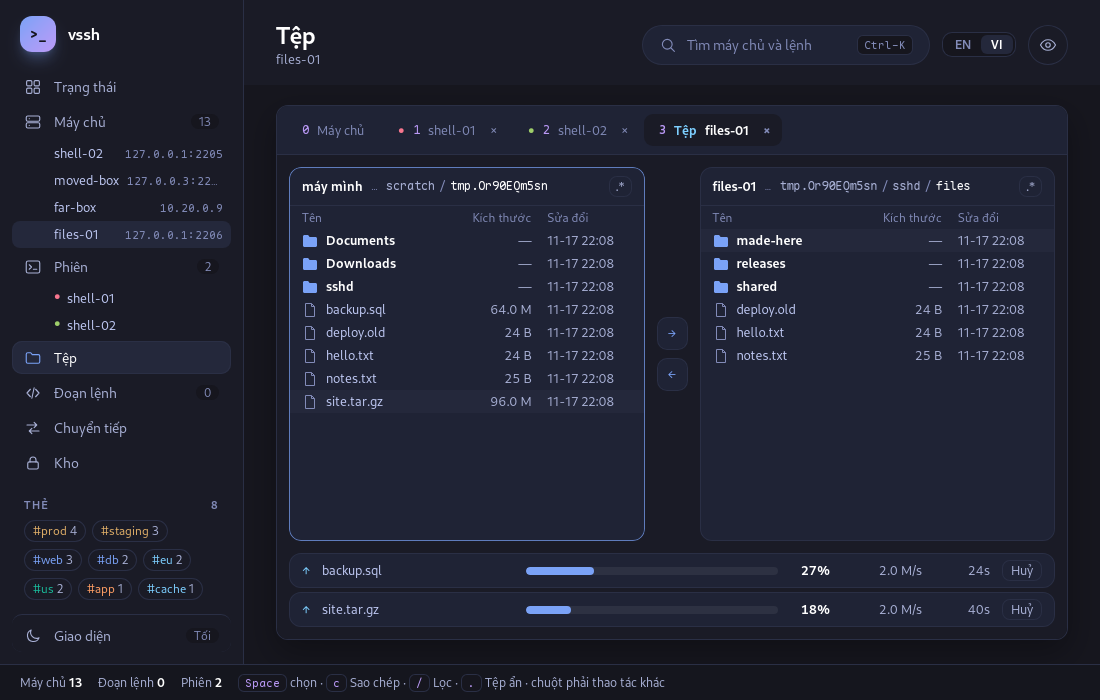 >_ vssh
Trạng thái
Máy chủ 13
shell-02 127.0.0.1:2205
moved-box 127.0.0.3:22…
far-box 10.20.0.9
files-01 127.0.0.1:2206
Phiên 2
shell-01
shell-02
Tệp
Đoạn lệnh 0
Chuyển tiếp
Kho
THẺ 8
#prod 4 #staging 3
#web 3 #db 2 #eu 2
#us 2 #app 1 #cache 1
Giao diện Tối
Tệp
files-01
Tìm máy chủ và lệnh Ctrl-K EN VI
0 Máy chủ 1 shell-01 × 2 shell-02 × 3 Tệp files-01 ×
máy mình … scratch / tmp.Or90EQm5sn .*
Tên Kích thước Sửa đổi
Documents — 11-17 22:08
Downloads — 11-17 22:08
sshd — 11-17 22:08
backup.sql 64.0 M 11-17 22:08
deploy.old 24 B 11-17 22:08
hello.txt 24 B 11-17 22:08
notes.txt 25 B 11-17 22:08
site.tar.gz 96.0 M 11-17 22:08
→
←
files-01 … tmp.Or90EQm5sn / sshd / files .*
Tên Kích thước Sửa đổi
made-here — 11-17 22:08
releases — 11-17 22:08
shared — 11-17 22:08
deploy.old 24 B 11-17 22:08
hello.txt 24 B 11-17 22:08
notes.txt 25 B 11-17 22:08
↑ backup.sql 27% 2.0 M/s 24s Huỷ
↑ site.tar.gz 18% 2.0 M/s 40s Huỷ
Máy chủ 13 Đoạn lệnh 0 Phiên 2 Space chọn · c Sao chép · / Lọc · . Tệp ẩn · chuột phải thao tác khác